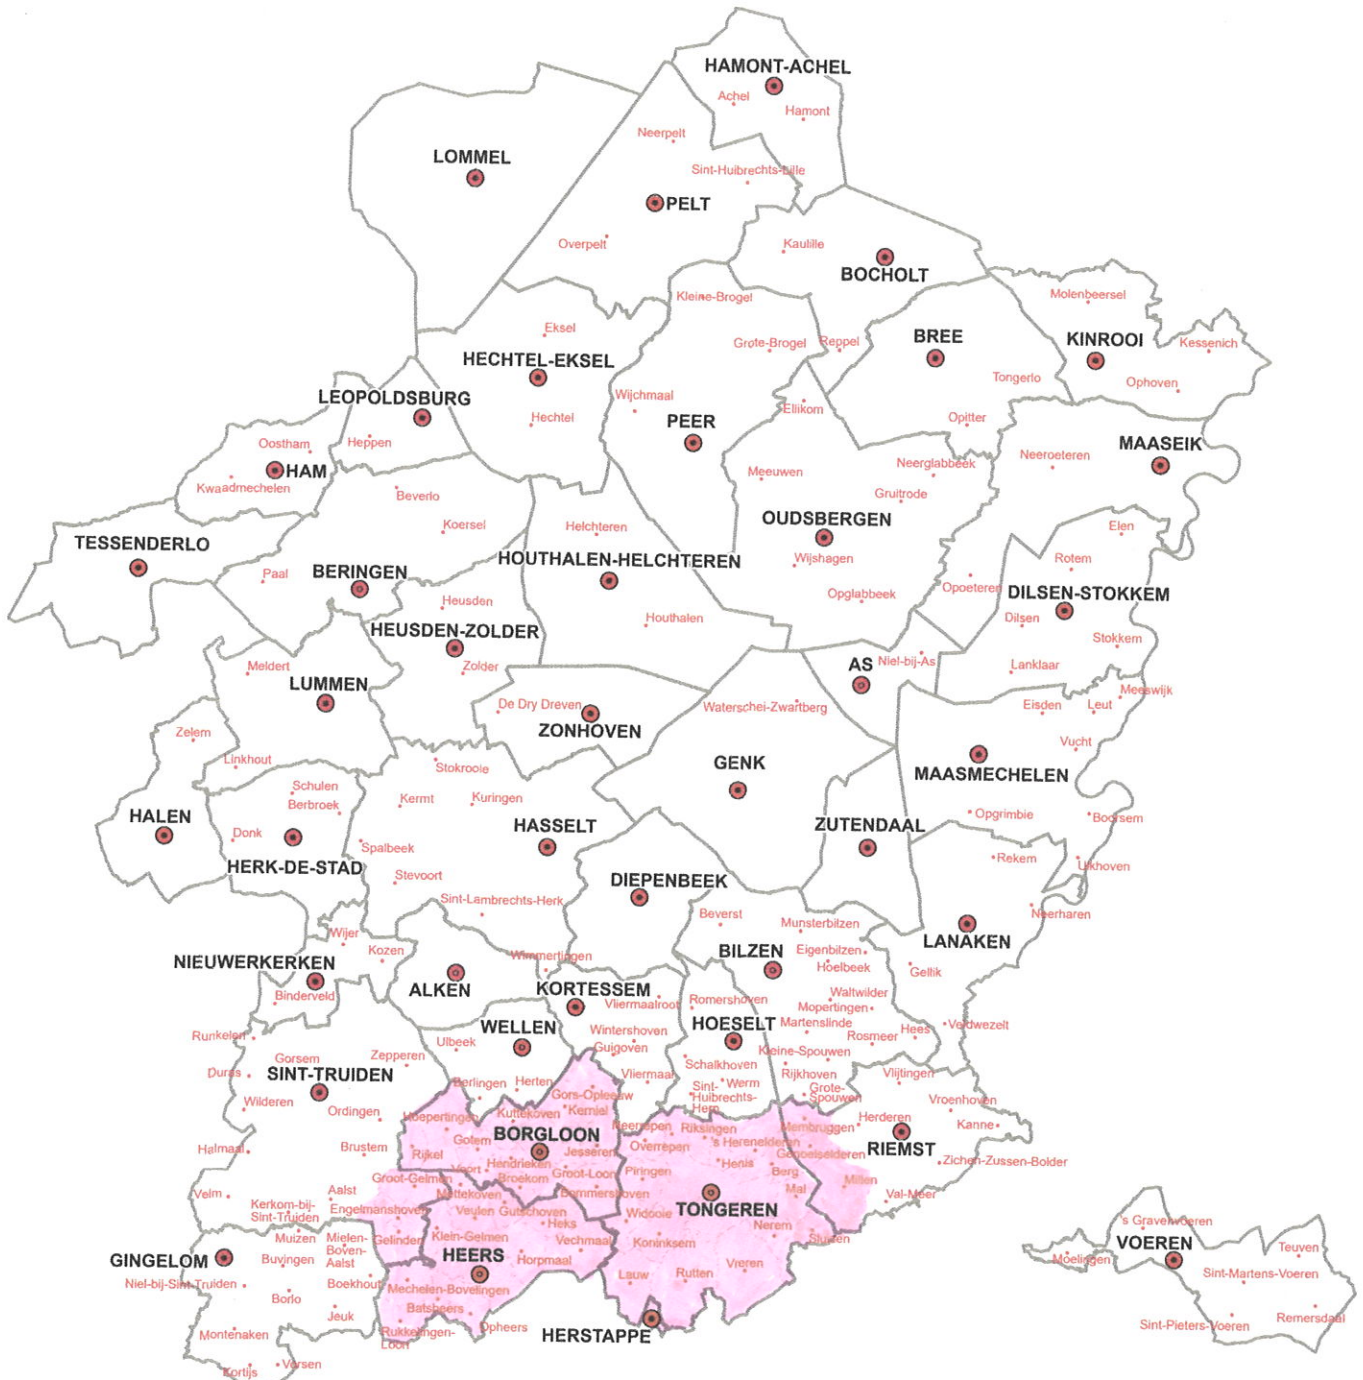 HAMONT-ACHEL
Achel
Hamont
Neerpelt
LOMMEL
Sint-Huibrechts-Lille
PELT
Overpelt
Kaulille
BOCHOLT
Kleine-Brogel
Molenbeersel
Eksel
Grote-Brogel
Reppel
BREE
KINROOI
Kessenich
HECHTEL-EKSEL
Tongerlo
Ophoven
LEOPOLDSBURG
Wijchmaal
Ellikom
Hechtel
PEER
Opitter
Oostham
Heppen
MAASEIK
HAM
Neeroeteren
Neerglabbeek
Meeuwen
Kwaadmechelen
Beverlo
Gruitrode
Koersel
Helchteren
OUDSBERGEN
Elen
TESSENDERLO
HOUTHALEN-HELCHTEREN
Wijshagen
Rotem
Paal
BERINGEN
Opoeteren
DILSEN-STOKKEM
Heusden
Opglabbeek
Houthalen
Dilsen
HEUSDEN-ZOLDER
Stokkem
Meldert
Zolder
AS
Niel-bij-As
Lanklaar
LUMMEN
Meeswijk
De Dry Dreven
Waterschei-Zwartberg
Eisden
Leut
Zelem
ZONHOVEN
Vucht
Linkhout
Stokrooie
GENK
MAASMECHELEN
Schulen
Berbroek
Kermt
Kuringen
HALEN
Donk
HASSELT
ZUTENDAAL
Opgrimbie
Boorsem
Spalbeek
HERK-DE-STAD
Rekem
Uikhoven
Stevoort
DIEPENBEEK
Sint-Lambrechts-Herk
Beverst
Munsterbilzen
Neerharen
Wijer
Kozen
LANAKEN
Wimmertingen
BILZEN
Eigenbilzen
Hoelbeek
Gellik
NIEUWERKERKEN
ALKEN
KORTESSEM
Binderveld
Vliermaalroot
Romershoven
Waltwilder
Mopertingen
WELLEN
HOESELT
Martenslinde
Runkelen
Ulbeek
Wintershoven
Guigoven
Rosmeer
Hees
Veldwezelt
Gorsem
Zepperen
Kleine-Spouwen
Schalkhoven
Duras
SINT-TRUIDEN
Berlingen
Herten
Vliermaal
Rijkhoven
Vlijtingen
Werm
Sint-
Huibrechts-
Hern
Gors-Opleeuw
Grote-
Spouwen
Wilderen
Ordingen
Hoepertingen
Kuttekoven
Kerniel
Vroenhoven
Herderen
Kanne
BORGLOON
Neerrepen
Riksingen
Membruggen
Gotem
Overrepen
's Herenelderen
RIEMST
Halmaal
Brustem
Rijkel
Jesseren
Genoelselderen
Hendrieken
Henis
Zichen-Zussen-Bolder
Voort
Broekom
Groot-Loon
Piringen
Berg
Groot-Gelmen
Millen
Velm
Aalst
Mettekoven
Bommershoven
Mal
Val-Meer
Kerkom-bij-
Sint-Truiden
Engelmanshoven
Veulen
Gutschoven
Widooie
TONGEREN
Heks
Nerem
Sluizen
's Gravenvoeren
Muizen
Mielen-
Boven-
Aalst
Gelinden
Klein-Gelmen
Vechmaal
Koninksem
VOEREN
GINGELOM
Buvingen
HEERS
Horpmaal
Vreren
Moelingen
Teuven
Niel-bij-Sint-Truiden
Boekhout
Mechelen-Bovelingen
Lauw
Rutten
Sint-Martens-Voeren
Borlo
Batsheers
Jeuk
Montenaken
Rukkelingen-
Loon
Opheers
HERSTAPPE
Sint-Pieters-Voeren
Remersdaal
Kortijs
Vorsen